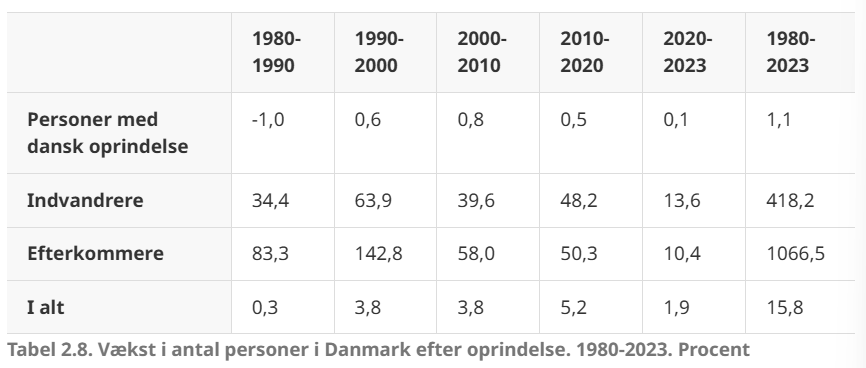 1980- 1990- 2000- 2010- 2020- 1980-
1990 2000 2010 2020 2023 2023
Personer med -1,0 0,6 0,8 0,5 0,1 1,1
dansk oprindelse
Indvandrere 34,4 63,9 39,6 48,2 13,6 418,2
Efterkommere 83,3 142,8 58,0 50,3 10,4 1066,5
I alt 0,3 3,8 3,8 5,2 1,9 15,8
Tabel 2.8. Vækst i antal personer i Danmark efter oprindelse. 1980-2023. Procent